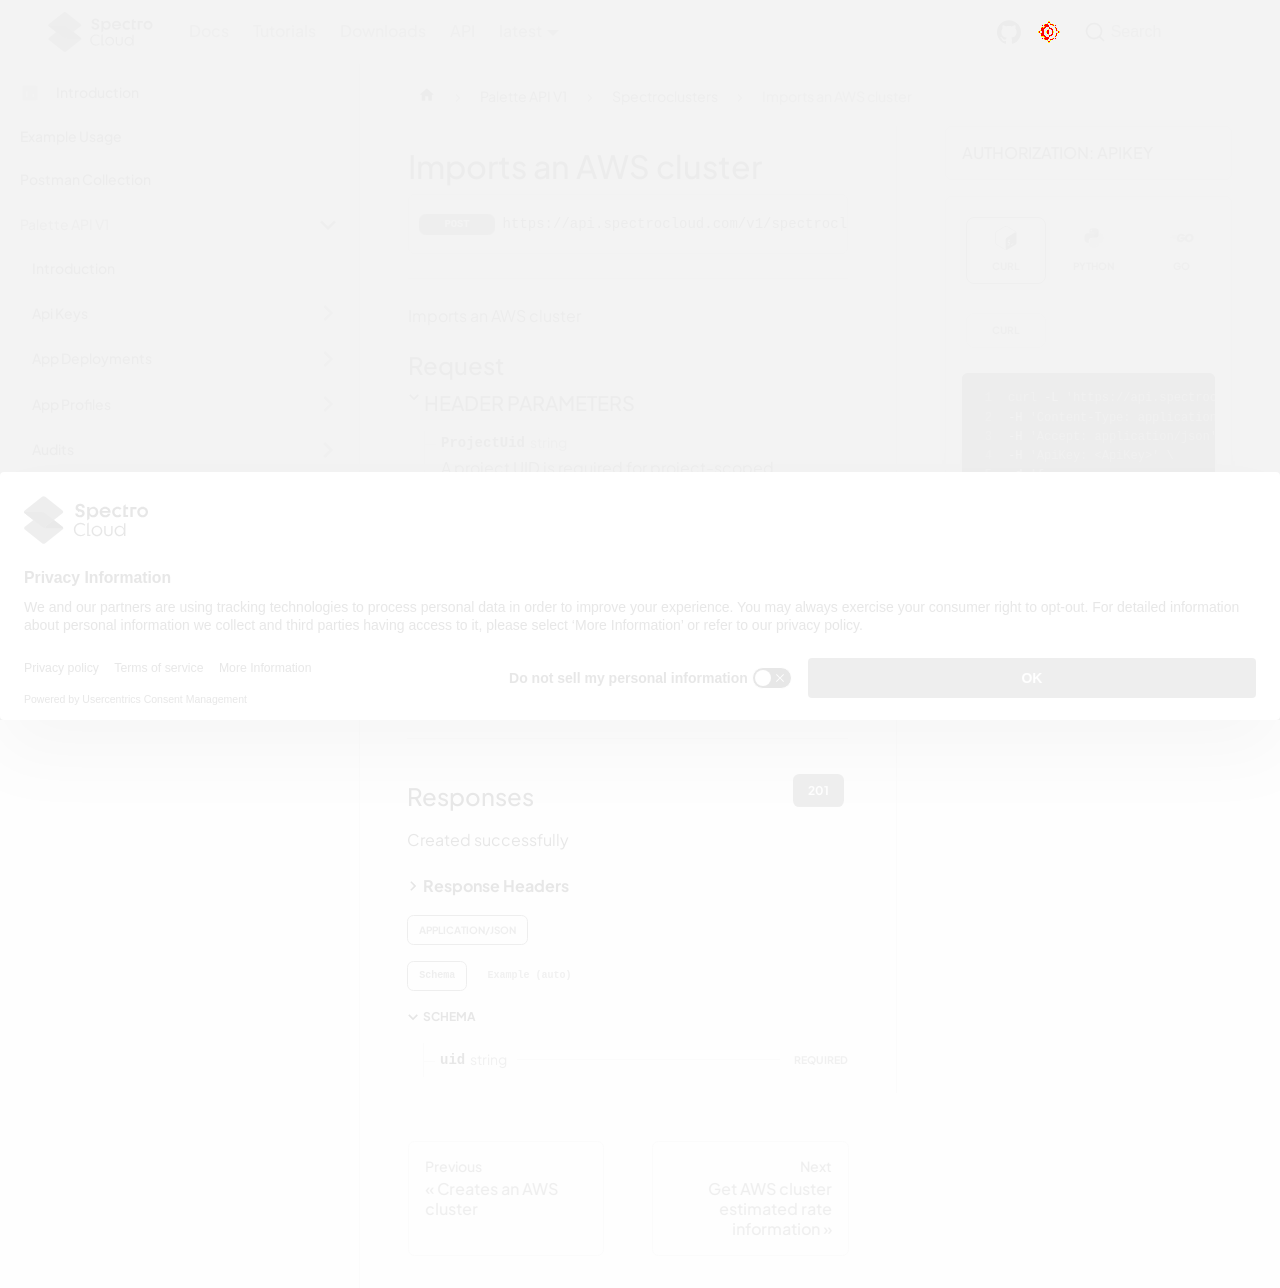 Spectro Cloud
Docs Tutorials Downloads API latest
Search
Introduction
Example Usage
Postman Collection
Palette API V1
Introduction
Api Keys
App Deployments
App Profiles
Audits
Palette API V1
Spectroclusters
Imports an AWS cluster
Imports an AWS cluster
POST
https://api.spectrocloud.com/v1/spectrocl
Imports an AWS cluster
Request
HEADER PARAMETERS
ProjectUid string
A project UID is required for project-scoped
AUTHORIZATION: APIKEY
CURL PYTHON GO
CURL
Spectro Cloud
Privacy Information
We and our partners are using tracking technologies to process personal data in order to improve your experience. You may always exercise your consumer right to opt-out. For detailed information
about personal information we collect and third parties having access to it, please select ‘More Information’ or refer to our privacy policy.
Privacy policy Terms of service More Information
Powered by Usercentrics Consent Management
Do not sell my personal information
OK
Responses
201
Created successfully
Response Headers
APPLICATION/JSON
Schema Example (auto)
SCHEMA
uid string REQUIRED
Previous
« Creates an AWS
cluster
Next
Get AWS cluster
estimated rate
information »